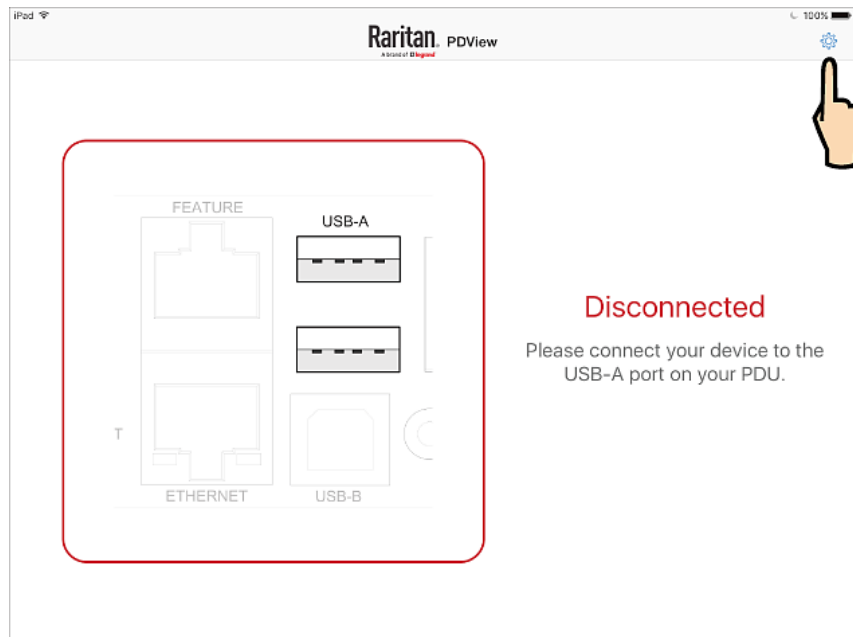 iPad
100%
Raritan. PDView
A brand of legrand
FEATURE
USB-A
Disconnected
Please connect your device to the
USB-A port on your PDU.
T
ETHERNET
USB-B